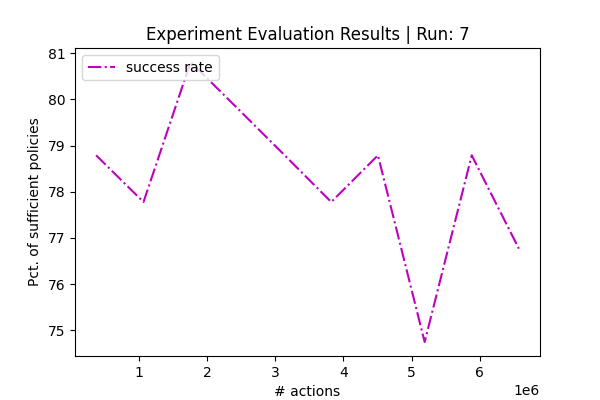 Experiment Evaluation Results | Run: 7
success rate
Pct. of sufficient policies
81
80
79
78
77
76
75
1 2 3 4 5 6
# actions
1e6